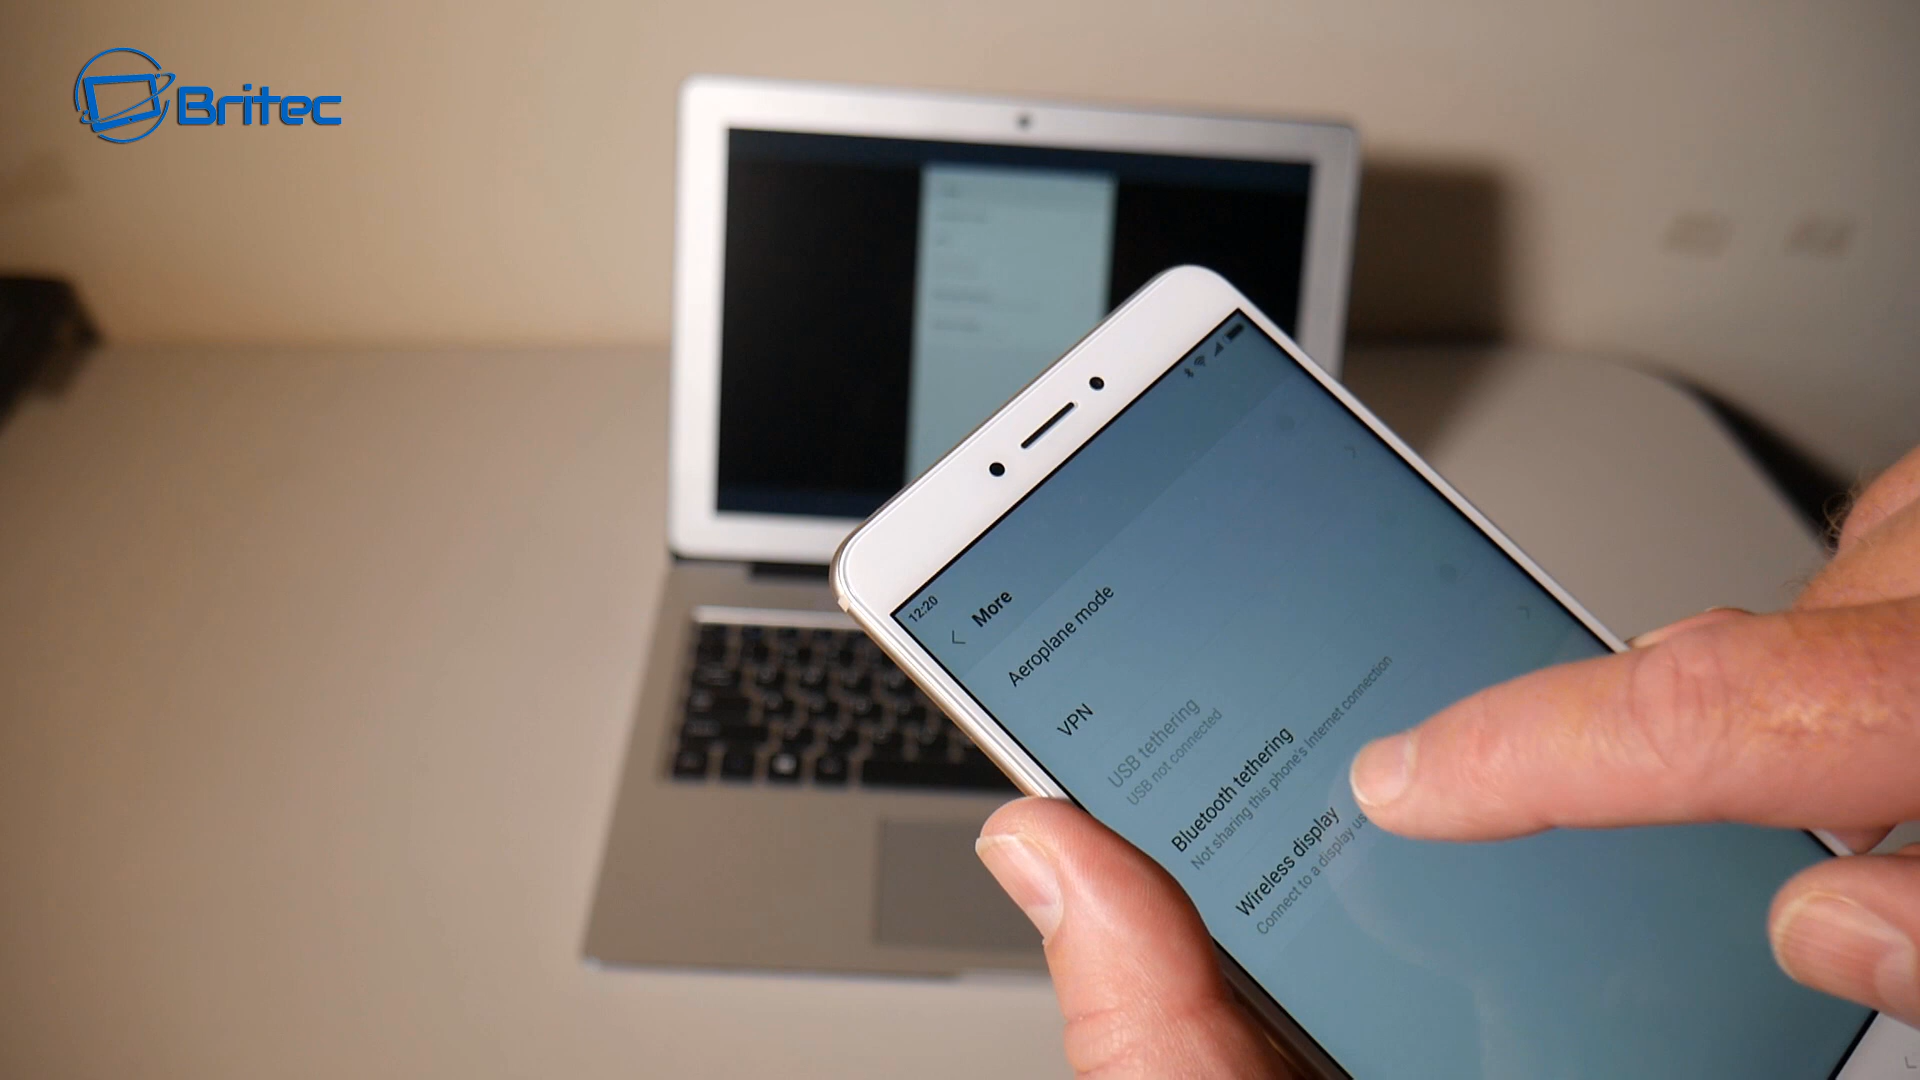 Britec
12:20
More
Aeroplane mode
VPN
USB tethering
USB not connected
Bluetooth tethering
Not sharing this phone's Internet connection
Wireless display
Connect to a display